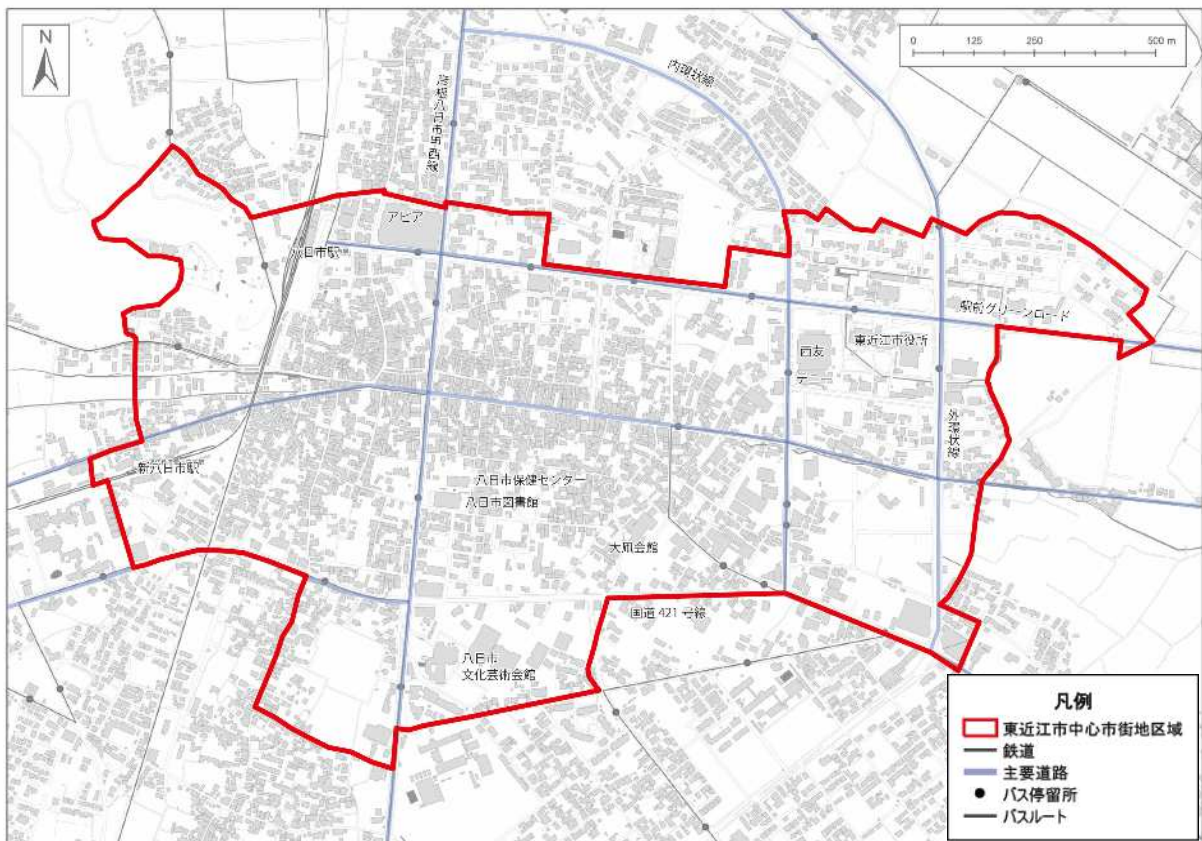 N
0 125 250 500 m
内環状線
アピア
八日市駅
駅前グリーンロード
西友
東近江市役所
外環状線
新八日市駅
八日市保健センター
八日市図書館
大凧会館
国道 421 号線
八日市
文化芸術会館
凡例
東近江市中心市街地区域
鉄道
主要道路
バス停留所
バスルート